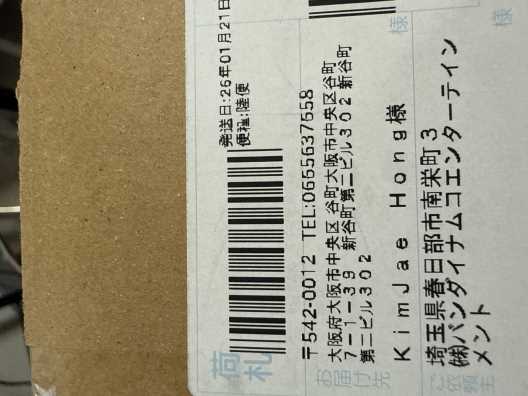 発送日:26年01月21日
便種:陸便
〒542-0012 TEL:0665637558
大阪府大阪市中央区谷町大阪市中央区谷町
7-1-39 新谷町第二ビル302 新谷町
第二ビル302
KimJae Hong様
様
埼玉県春日部市南栄町3
㈱バンダイナムコエンターテイン
メント
様
荷札
お届け先
ご依頼主